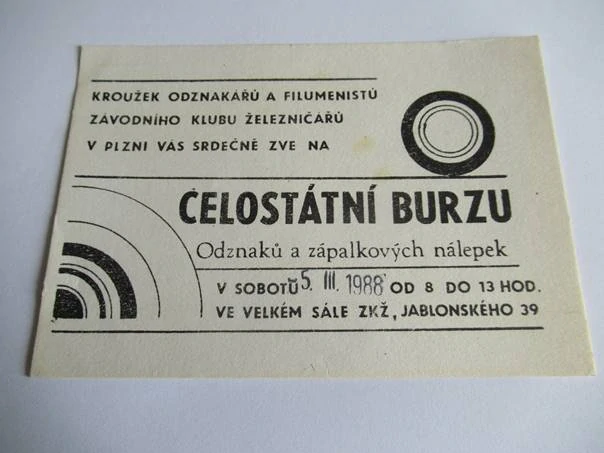 KROUŽEK ODZNAKÁŘŮ A FILUMENISTŮ
ZÁVODNÍHO KLUBU ŽELEZNIČÁŘŮ
V PLZNI VÁS SRDEČNĚ ZVE NA
CELOSTÁTNÍ BURZU
Odznaků a zápalkových nálepek
V SOBOTU 5. III. 1988 OD 8 DO 13 HOD.
VE VELKÉM SÁLE ZKŽ, JABLONSKÉHO 39